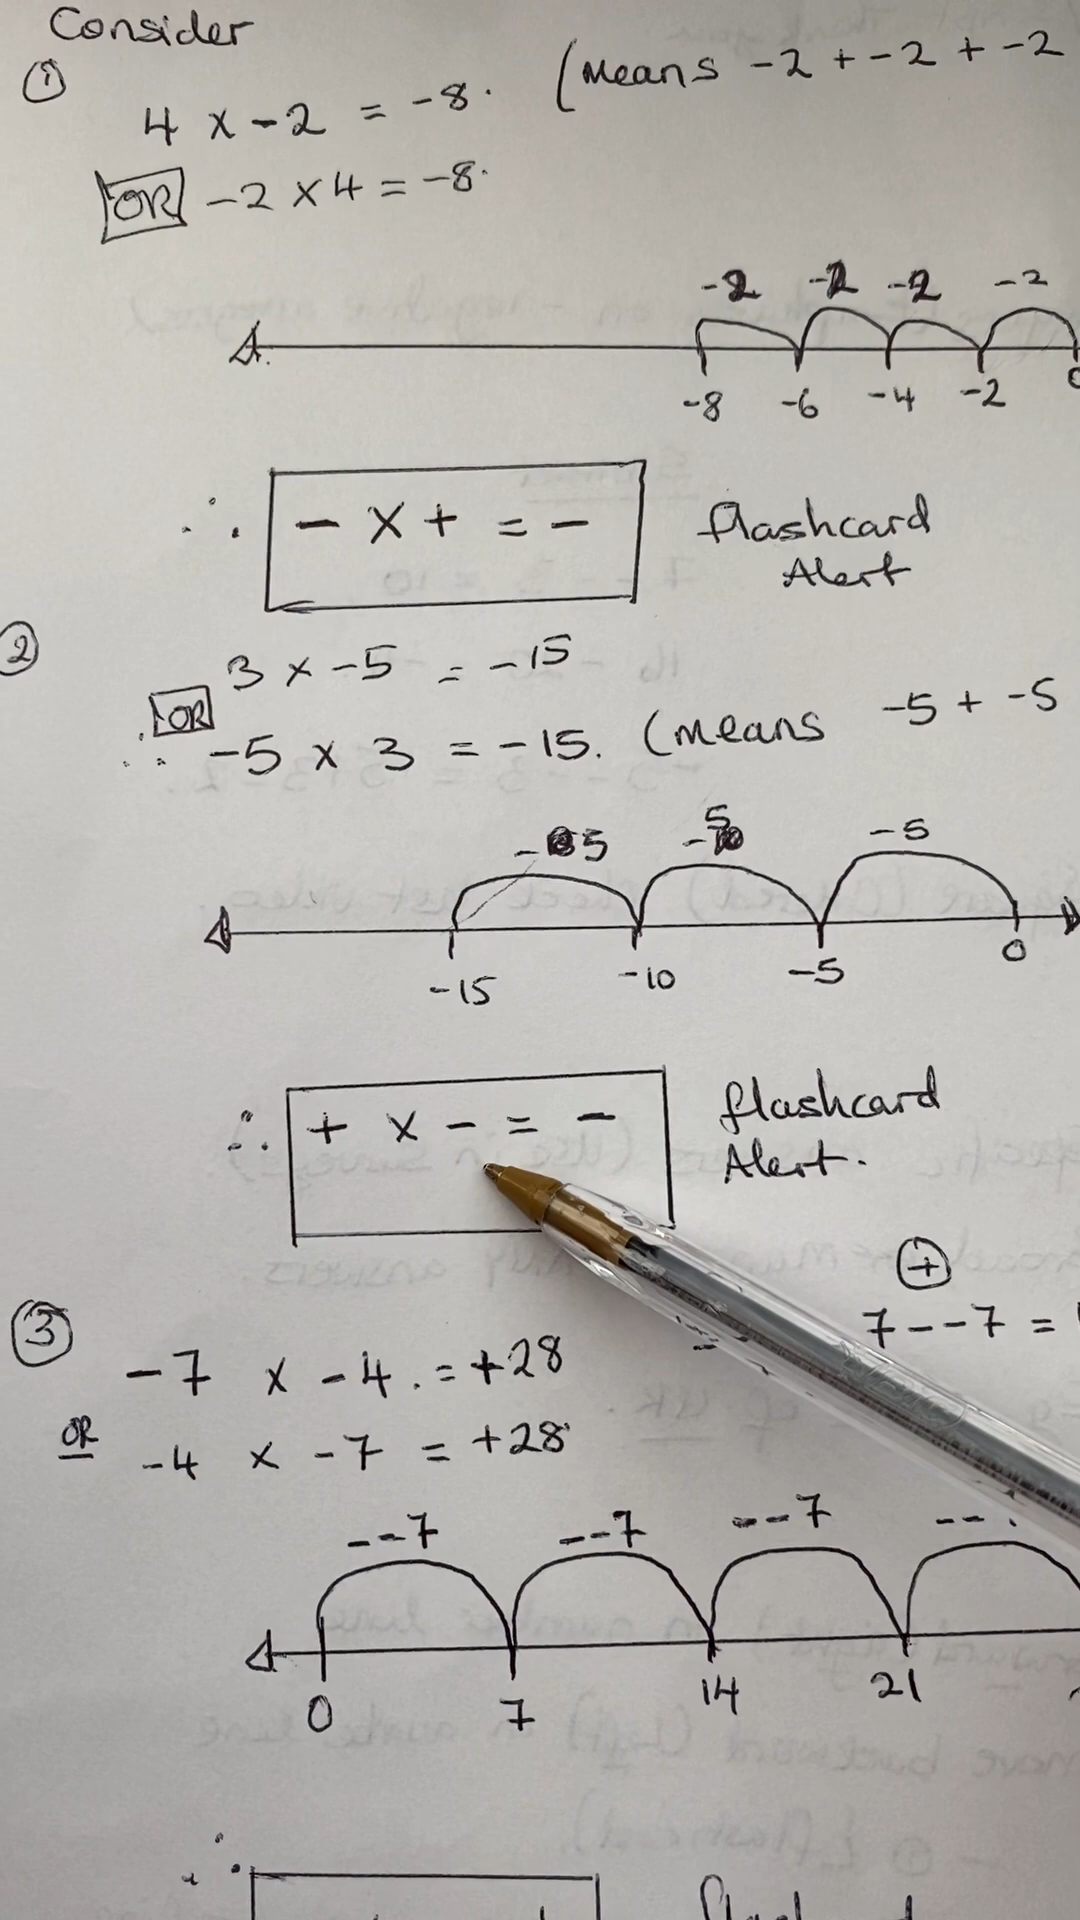 Consider
① 4 x -2 = -8. (Means -2 + -2 + -2
OR -2 x 4 = -8.
-2 -2 -2 -2
-8 -6 -4 -2 0
∴ - x + = - flashcard
Alert
② 3 x -5 = -15
OR
∴ -5 x 3 = -15. (means -5 + -5
-5 -5 -5
-15 -10 -5 0
∴ + x - = - flashcard
Alert.
+
7 - - 7 =
③ -7 x -4. = +28
OR -4 x -7 = +28
--7 --7 --7 --
0 7 14 21
∴